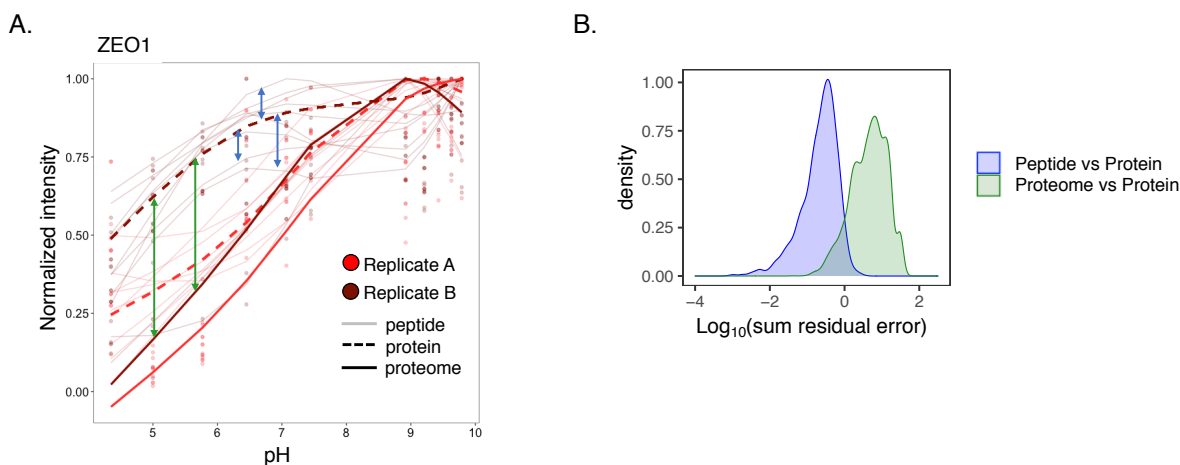 A.
ZEO1
Normalized intensity
1.00
0.75
0.50
0.25
0.00
5
6
7
8
9
10
pH
Replicate A
Replicate B
peptide
protein
proteome
B.
density
1.00
0.75
0.50
0.25
0.00
−4
−2
0
2
Log₁₀(sum residual error)
Peptide vs Protein
Proteome vs Protein